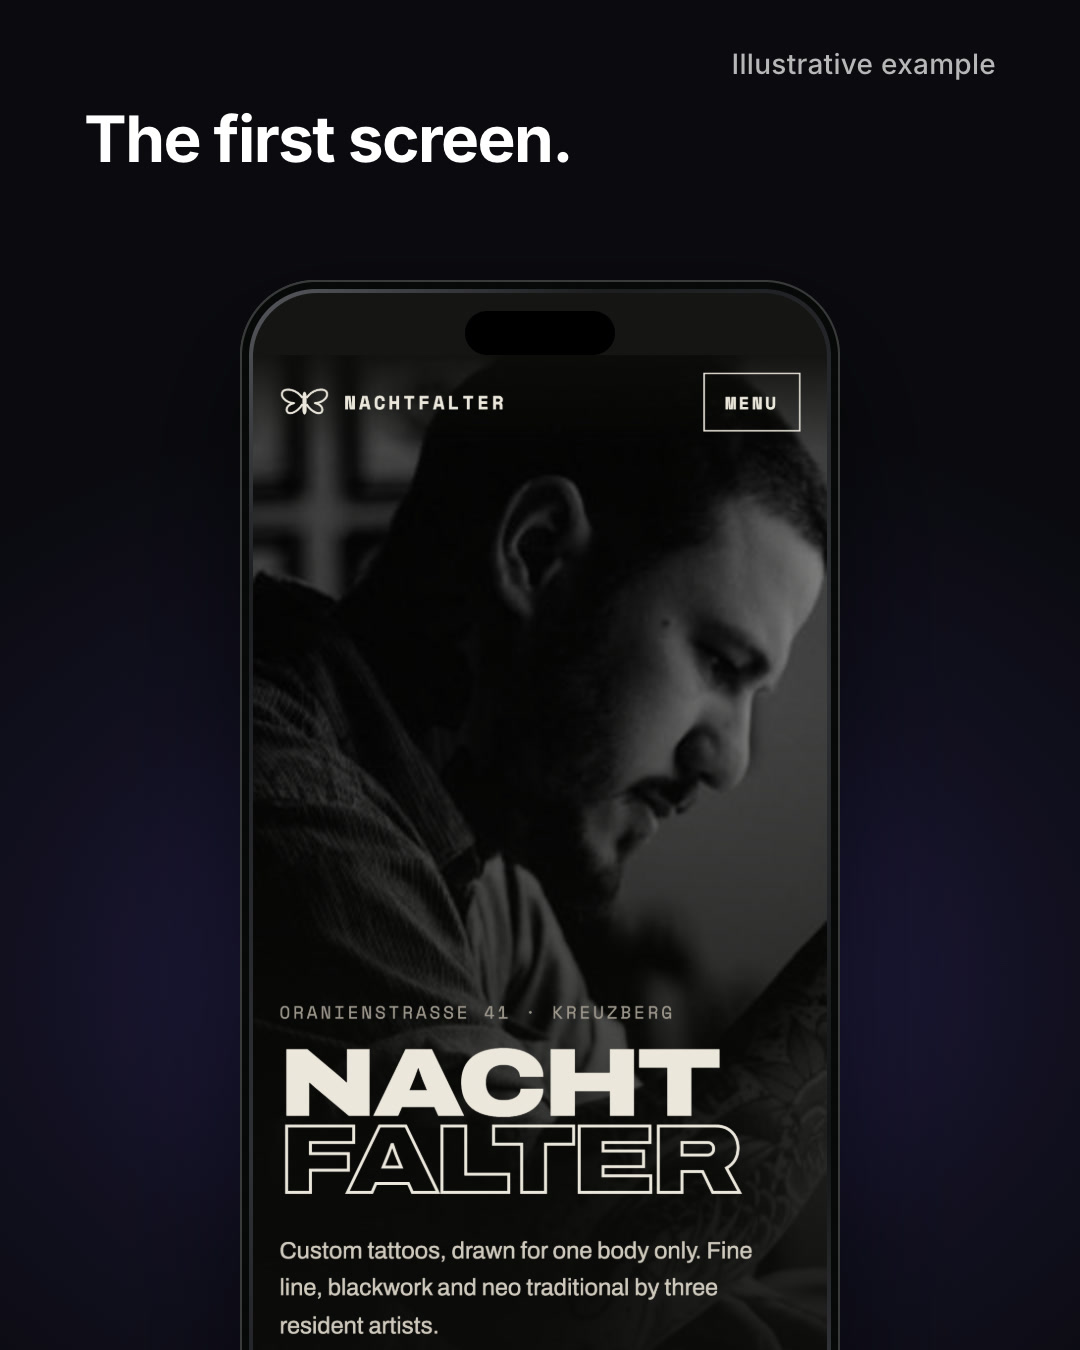 Illustrative example
The first screen.
NACHTFALTER
MENU
ORANIENSTRASSE 41 · KREUZBERG
NACHT
FALTER
Custom tattoos, drawn for one body only. Fine
line, blackwork and neo traditional by three
resident artists.